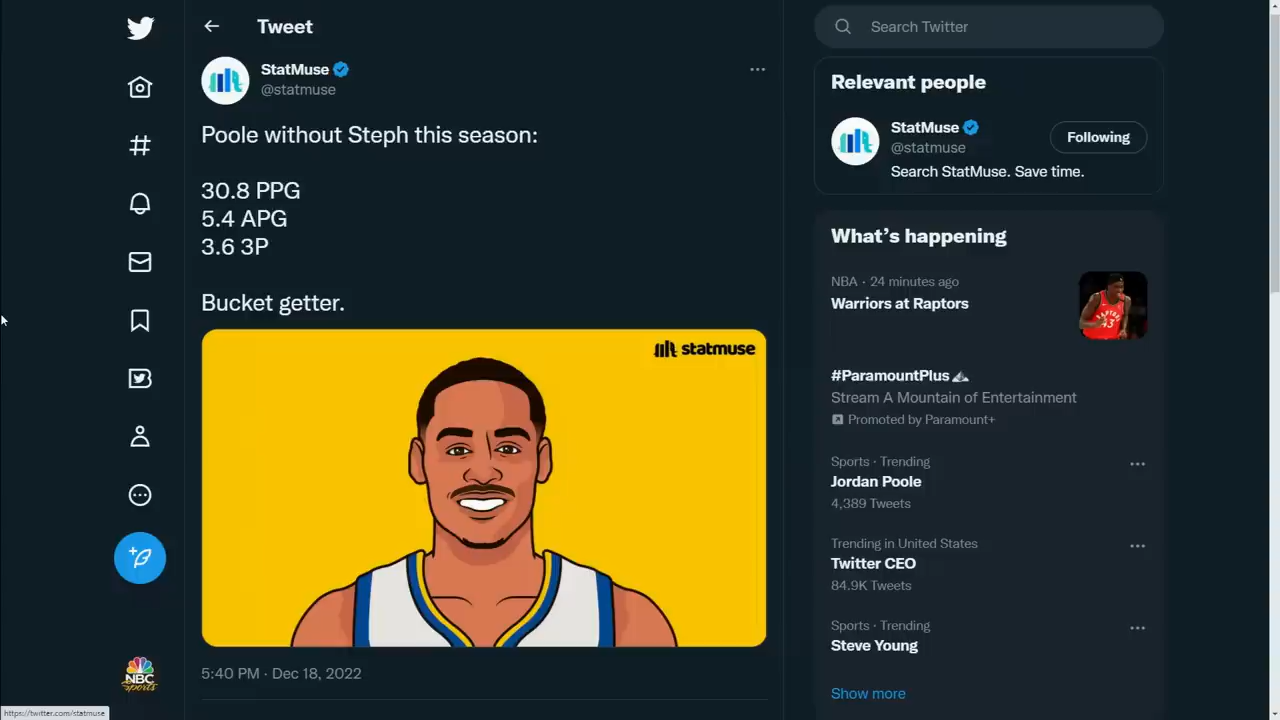 Tweet
StatMuse
@statmuse
Poole without Steph this season:
30.8 PPG
5.4 APG
3.6 3P
Bucket getter.
statmuse
5:40 PM · Dec 18, 2022
NBC
sports
https://twitter.com/statmuse
Search Twitter
Relevant people
StatMuse
@statmuse
Following
Search StatMuse. Save time.
What's happening
NBA · 24 minutes ago
Warriors at Raptors
RAPTORS
43
#ParamountPlus
Stream A Mountain of Entertainment
Promoted by Paramount+
Sports · Trending
Jordan Poole
4,389 Tweets
Trending in United States
Twitter CEO
84.9K Tweets
Sports · Trending
Steve Young
Show more